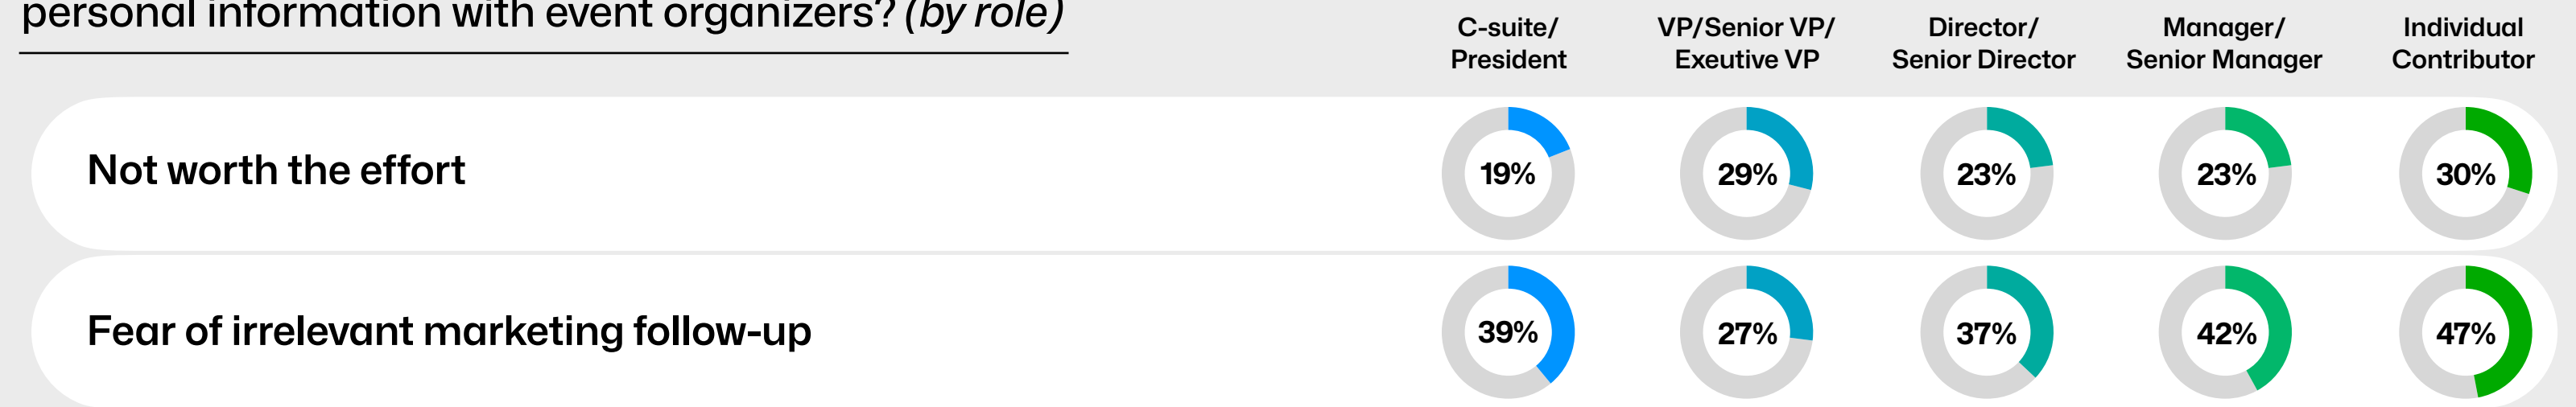 personal information with event organizers? (by role)
C-suite/
President
VP/Senior VP/
Exeutive VP
Director/
Senior Director
Manager/
Senior Manager
Individual
Contributor
Not worth the effort
19%
29%
23%
23%
30%
Fear of irrelevant marketing follow-up
39%
27%
37%
42%
47%